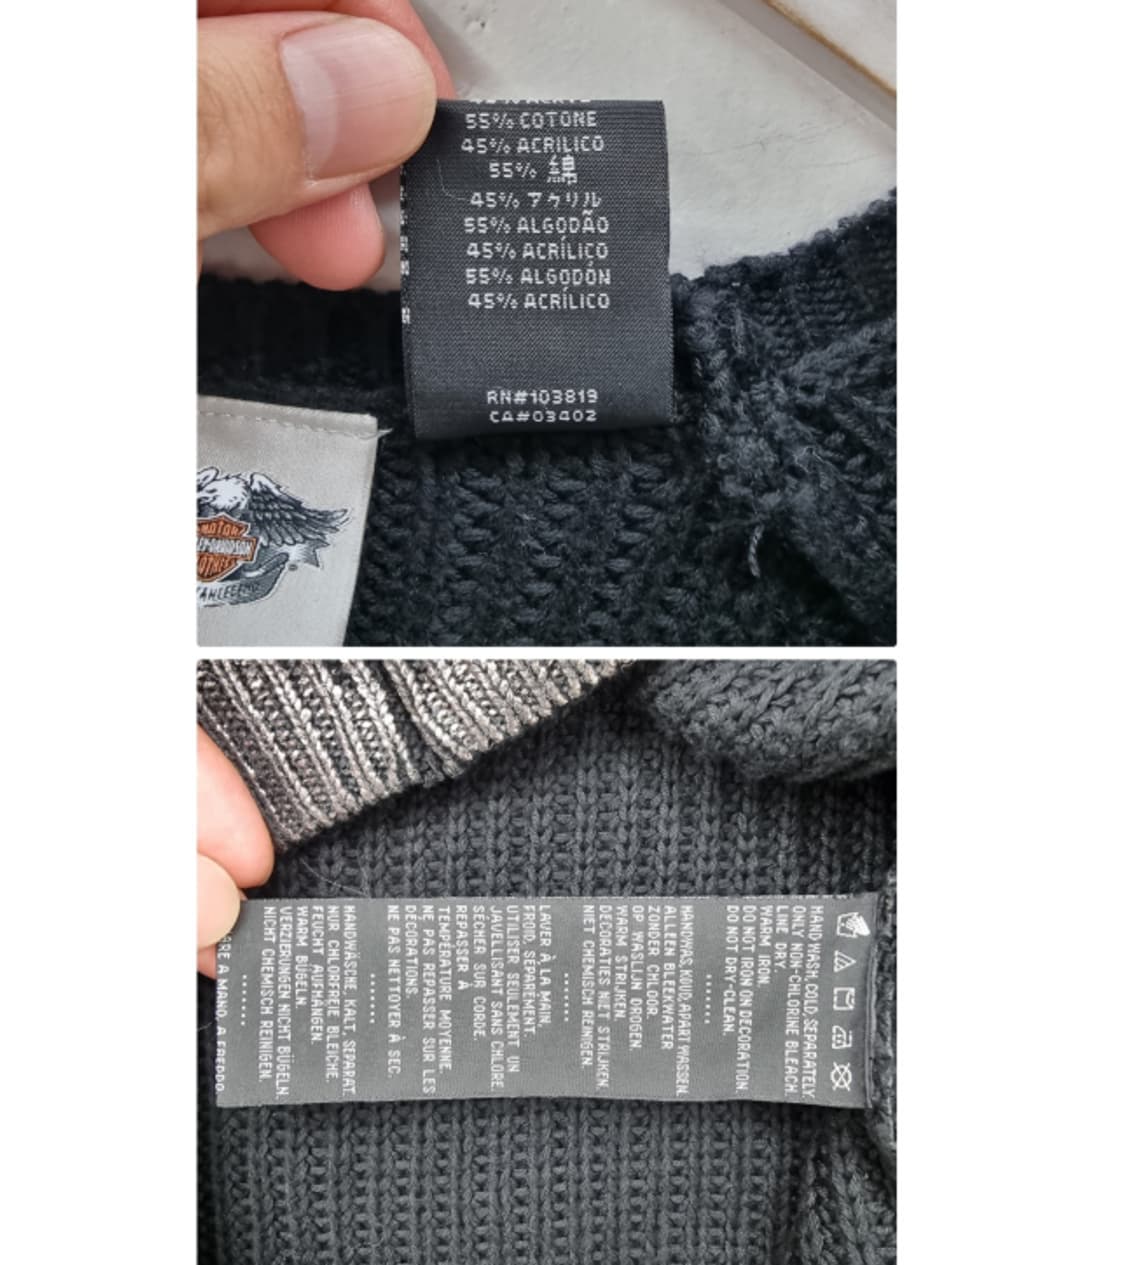 55% COTONE
45% ACRILICO
55% 綿
45% アクリル
55% ALGODÃO
45% ACRÍLICO
55% ALGODÓN
45% ACRÍLICO
RN#103819
CA#03402
MOTOR
HAND WASH, COLD, SEPARATELY.
ONLY NON-CHLORINE BLEACH.
LINE DRY.
WARM IRON.
DO NOT IRON ON DECORATION.
DO NOT DRY-CLEAN.
......
HANDWAS, KOUD, APART WASSEN.
ALLEEN BLEEKWATER
ZONDER CHLOOR.
OP WASLIJN DROGEN.
WARM STRIJKEN.
DECORATIES NIET STRIJKEN.
NIET CHEMISCH REINIGEN.
......
LAVER À LA MAIN,
FROID, SÉPAREMENT.
UTILISER SEULEMENT UN
JAVELLISANT SANS CHLORE.
SÉCHER SUR CORDE.
REPASSER À
TEMPÉRATURE MOYENNE.
NE PAS REPASSER SUR LES
DÉCORATIONS.
NE PAS NETTOYER À SEC.
......
HANDWÄSCHE, KALT, SEPARAT.
NUR CHLORFREIE BLEICHE.
FEUCHT AUFHÄNGEN.
WARM BÜGELN.
VERZIERUNGEN NICHT BÜGELN.
NICHT CHEMISCH REINIGEN.
......
A MANO, A FREDDO,